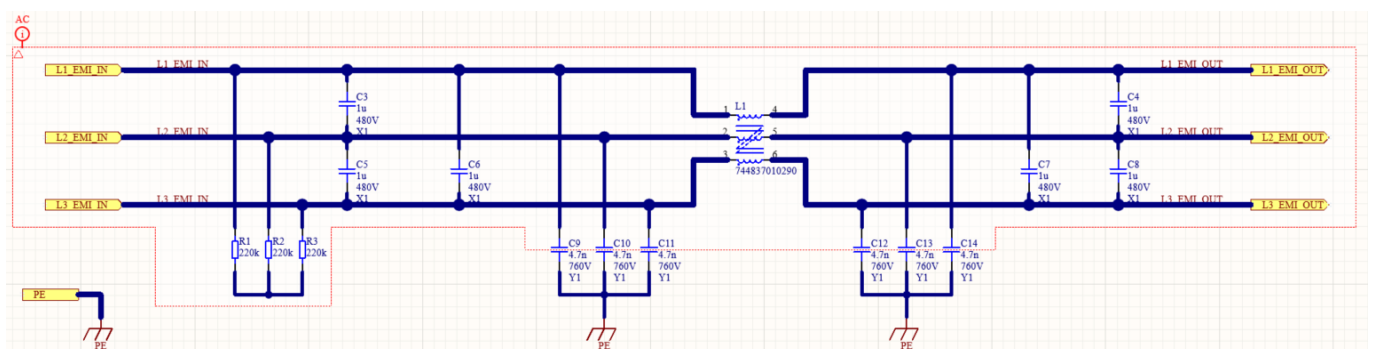 AC
i
L1_EMI_IN
L1_EMI_IN
L1_EMI_OUT
L1_EMI_OUT
C3
1u
480V
X1
L1
1
4
C4
1u
480V
X1
L2_EMI_IN
L2_EMI_IN
2
5
L2_EMI_OUT
L2_EMI_OUT
C5
1u
480V
X1
C6
1u
480V
X1
3
6
744837010290
C7
1u
480V
X1
C8
1u
480V
X1
L3_EMI_IN
L3_EMI_IN
L3_EMI_OUT
L3_EMI_OUT
R1
220k
R2
220k
R3
220k
C9
4.7n
760V
Y1
C10
4.7n
760V
Y1
C11
4.7n
760V
Y1
C12
4.7n
760V
Y1
C13
4.7n
760V
Y1
C14
4.7n
760V
Y1
PE
PE
PE
PE